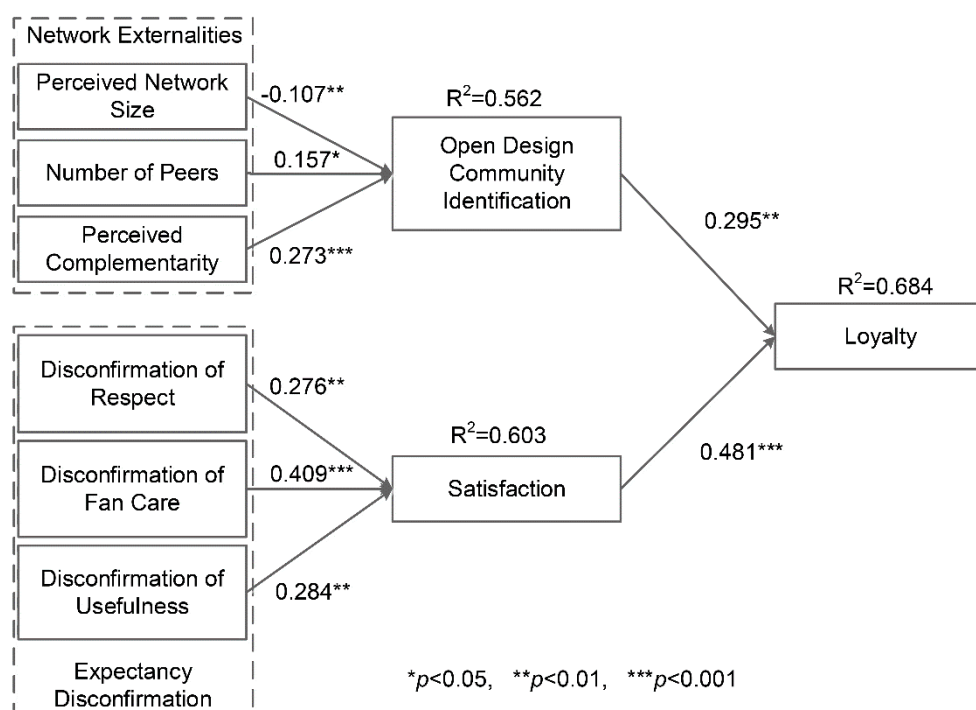 Network Externalities
Perceived Network
Size
-0.107**
R²=0.562
Number of Peers
0.157*
Open Design
Community
Identification
Perceived
Complementarity
0.273***
0.295**
R²=0.684
Loyalty
Disconfirmation of
Respect
0.276**
R²=0.603
Disconfirmation of
Fan Care
0.409***
Satisfaction
0.481***
Disconfirmation of
Usefulness
0.284**
Expectancy
Disconfirmation
*p<0.05, **p<0.01, ***p<0.001